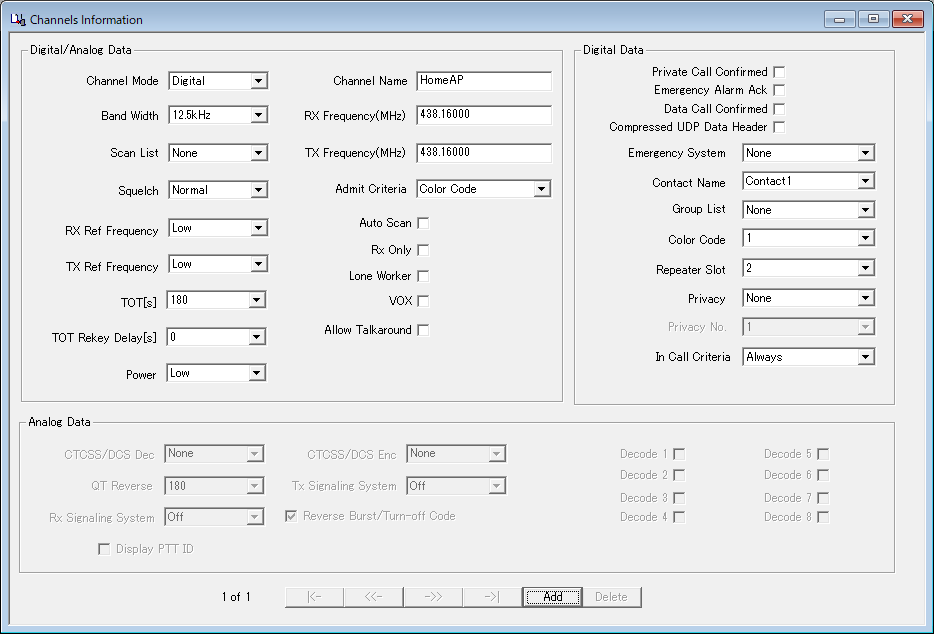 Channels Information
Digital/Analog Data
Channel Mode Digital
Band Width 12.5kHz
Scan List None
Squelch Normal
RX Ref Frequency Low
TX Ref Frequency Low
TOT[s] 180
TOT Rekey Delay[s] 0
Power Low
Channel Name HomeAP
RX Frequency(MHz) 438.16000
TX Frequency(MHz) 438.16000
Admit Criteria Color Code
Auto Scan
Rx Only
Lone Worker
VOX
Allow Talkaround
Digital Data
Private Call Confirmed
Emergency Alarm Ack
Data Call Confirmed
Compressed UDP Data Header
Emergency System None
Contact Name Contact1
Group List None
Color Code 1
Repeater Slot 2
Privacy None
Privacy No. 1
In Call Criteria Always
Analog Data
CTCSS/DCS Dec None
QT Reverse 180
Rx Signaling System Off
Display PTT ID
CTCSS/DCS Enc None
Tx Signaling System Off
Reverse Burst/Turn-off Code
Decode 1
Decode 2
Decode 3
Decode 4
Decode 5
Decode 6
Decode 7
Decode 8
1 of 1 |<- <<- ->> ->| Add Delete